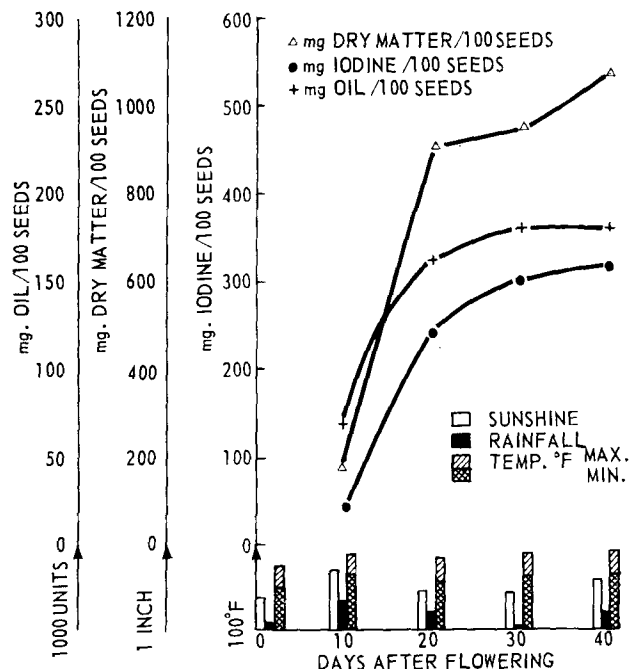 300
250
200
150
100
50
0
mg. OIL/100 SEEDS
1000 UNITS
1200
1000
800
600
400
200
0
mg. DRY MATTER/100 SEEDS
1 INCH
600
500
400
300
200
100
0
mg. IODINE/100 SEEDS
100°F
mg DRY MATTER/100 SEEDS
mg IODINE/100 SEEDS
mg OIL/100 SEEDS
SUNSHINE
RAINFALL
TEMP. °F MAX.
MIN.
0 10 20 30 40
DAYS AFTER FLOWERING